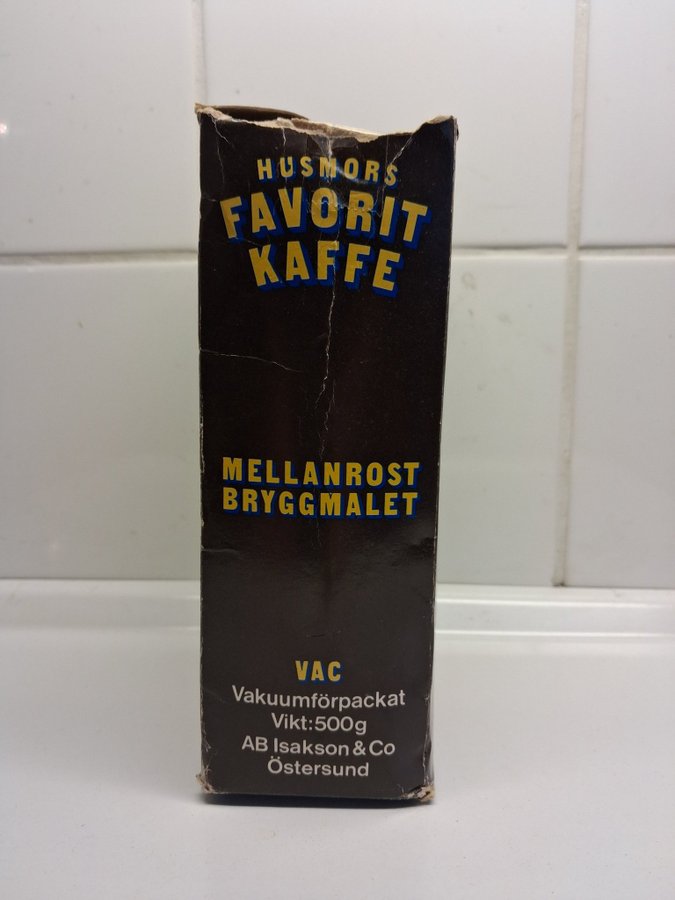 HUSMORS
FAVORIT
KAFFE
MELLANROST
BRYGGMALET
VAC
Vakuumförpackat
Vikt:500g
AB Isakson & Co
Östersund